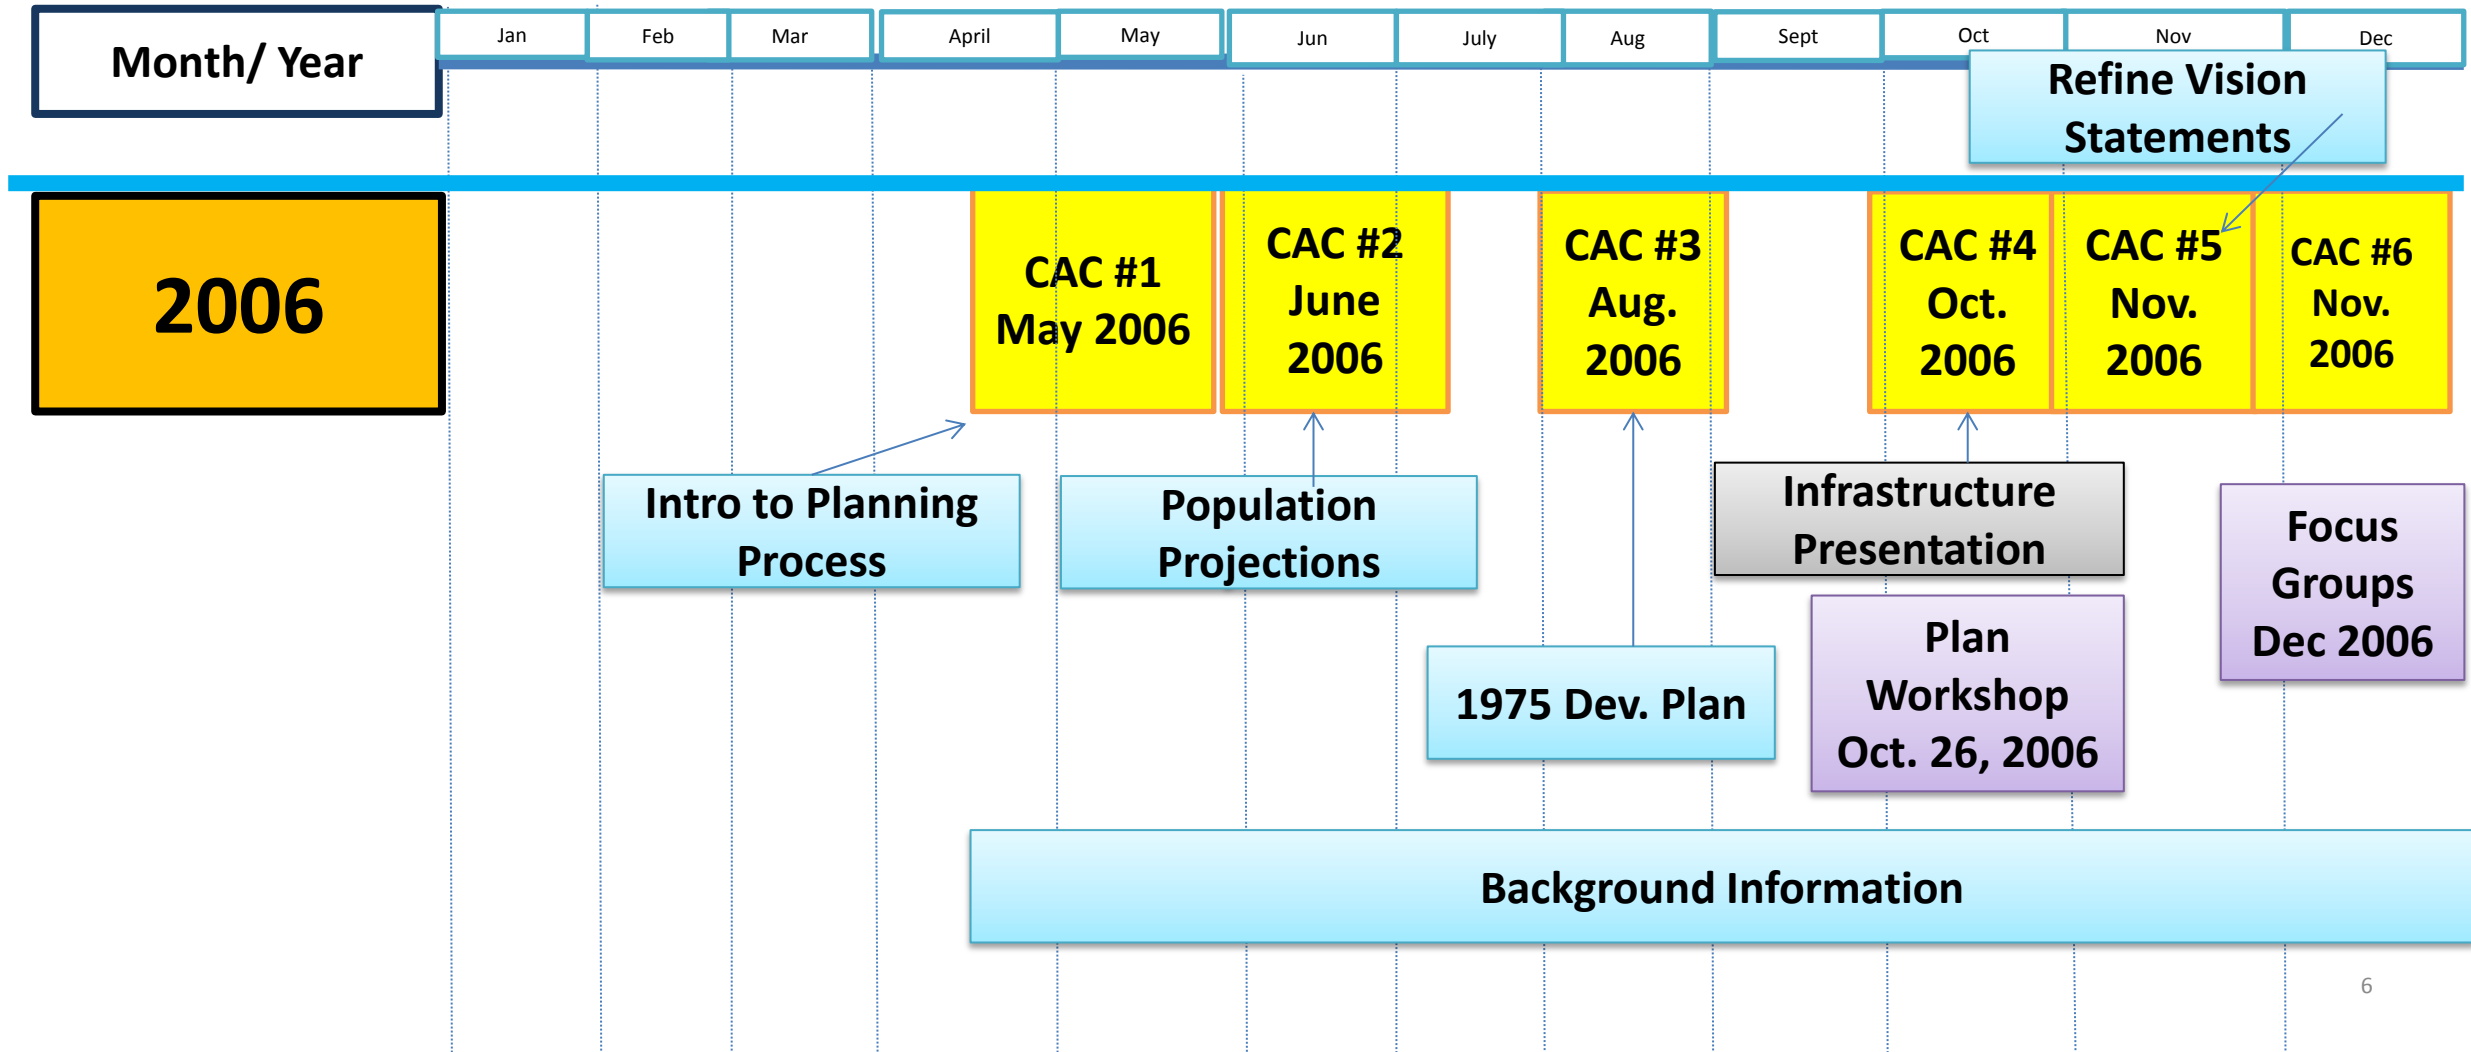 Month/ Year
Jan
Feb
Mar
April
May
Jun
July
Aug
Sept
Oct
Nov
Dec
Refine Vision
Statements
2006
CAC #1
May 2006
CAC #2
June
2006
CAC #3
Aug.
2006
CAC #4
Oct.
2006
CAC #5
Nov.
2006
CAC #6
Nov.
2006
Intro to Planning
Process
Population
Projections
1975 Dev. Plan
Infrastructure
Presentation
Plan
Workshop
Oct. 26, 2006
Focus
Groups
Dec 2006
Background Information
6